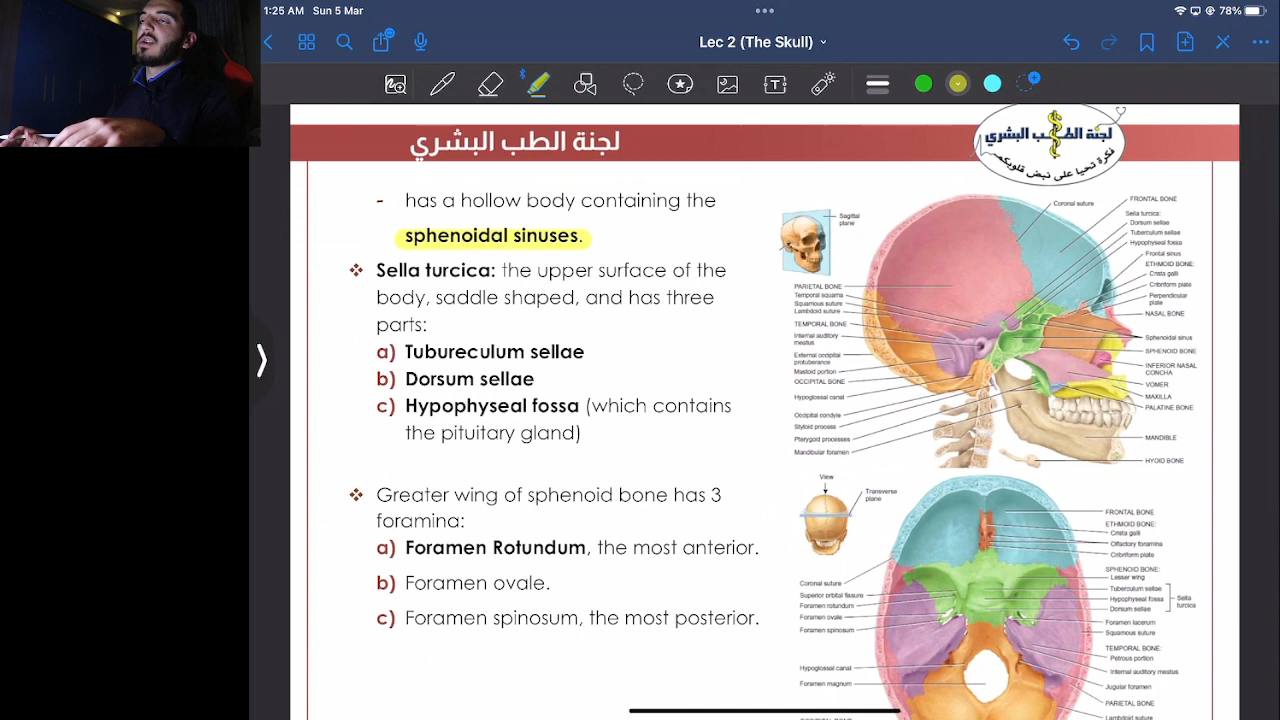 1:25 AM Sun 5 Mar
78%
Lec 2 (The Skull)
لجنة الطب البشري
لجنة الطب البشري
فكرة تحيا على نبض قلوبكم
- has a hollow body containing the
sphenoidal sinuses.
Sella turcica: the upper surface of the
body, saddle shaped, and has three
parts:
a) Tuberculum sellae
b) Dorsum sellae
c) Hypophyseal fossa (which contains
the pituitary gland)
Greater wing of sphenoid bone has 3
foramina:
a) Foramen Rotundum, the most anterior.
b) Foramen ovale.
c) Foramen spinosum, the most posterior.
Sagittal
plane
Coronal suture
PARIETAL BONE
Temporal squama
Squamous suture
Lambdoid suture
TEMPORAL BONE
Internal auditory
meatus
External occipital
protuberance
Mastoid portion
OCCIPITAL BONE
Hypoglossal canal
Occipital condyle
Styloid process
Pterygoid processes
Mandibular foramen
FRONTAL BONE
Sella turcica:
Dorsum sellae
Tuberculum sellae
Hypophyseal fossa
Frontal sinus
ETHMOID BONE:
Crista galli
Cribriform plate
Perpendicular
plate
NASAL BONE
Sphenoidal sinus
SPHENOID BONE
INFERIOR NASAL
CONCHA
VOMER
MAXILLA
PALATINE BONE
MANDIBLE
HYOID BONE
View
Transverse
plane
Coronal suture
Superior orbital fissure
Foramen rotundum
Foramen ovale
Foramen spinosum
Hypoglossal canal
Foramen magnum
FRONTAL BONE
ETHMOID BONE:
Crista galli
Olfactory foramina
Cribriform plate
SPHENOID BONE:
Lesser wing
Tuberculum sellae
Hypophyseal fossa
Dorsum sellae
Sella
turcica
Foramen lacerum
Squamous suture
TEMPORAL BONE:
Petrous portion
Internal auditory meatus
Jugular foramen
PARIETAL BONE
Lambdoid suture